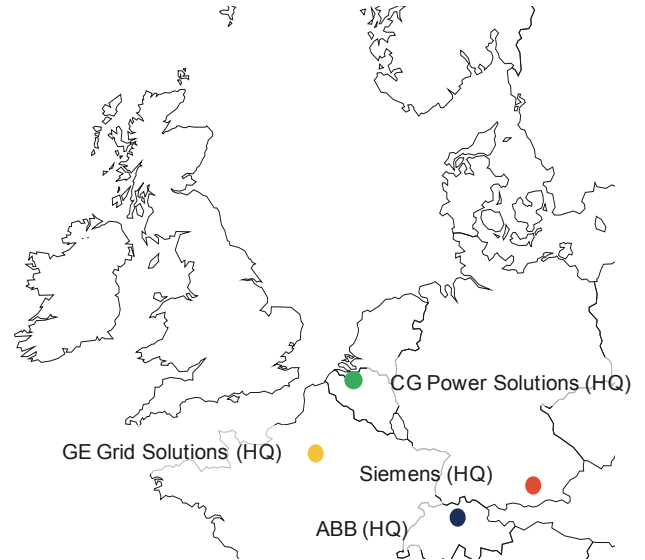 CG Power Solutions (HQ)
GE Grid Solutions (HQ)
Siemens (HQ)
ABB (HQ)